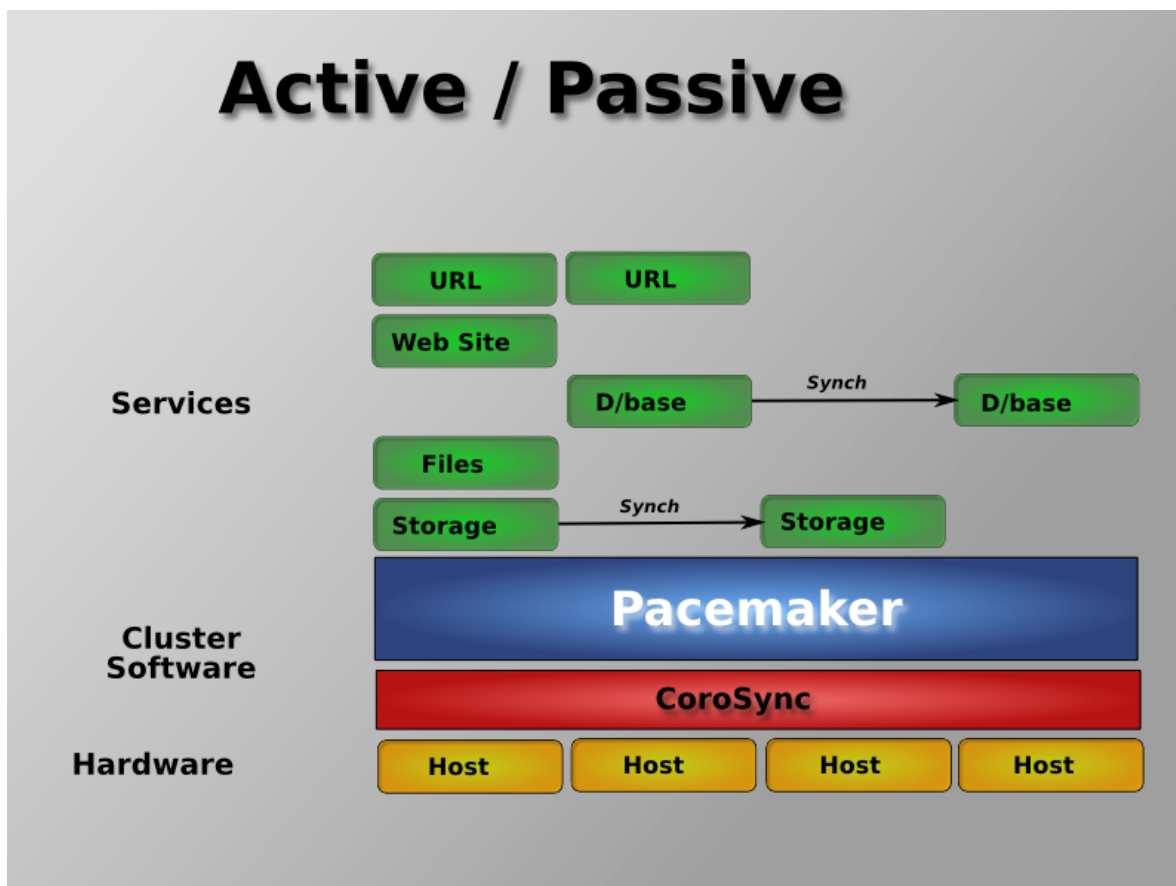 Active / Passive
URL
URL
Web Site
Services
D/base
Synch
D/base
Files
Storage
Synch
Storage
Pacemaker
Cluster
Software
CoroSync
Hardware
Host
Host
Host
Host